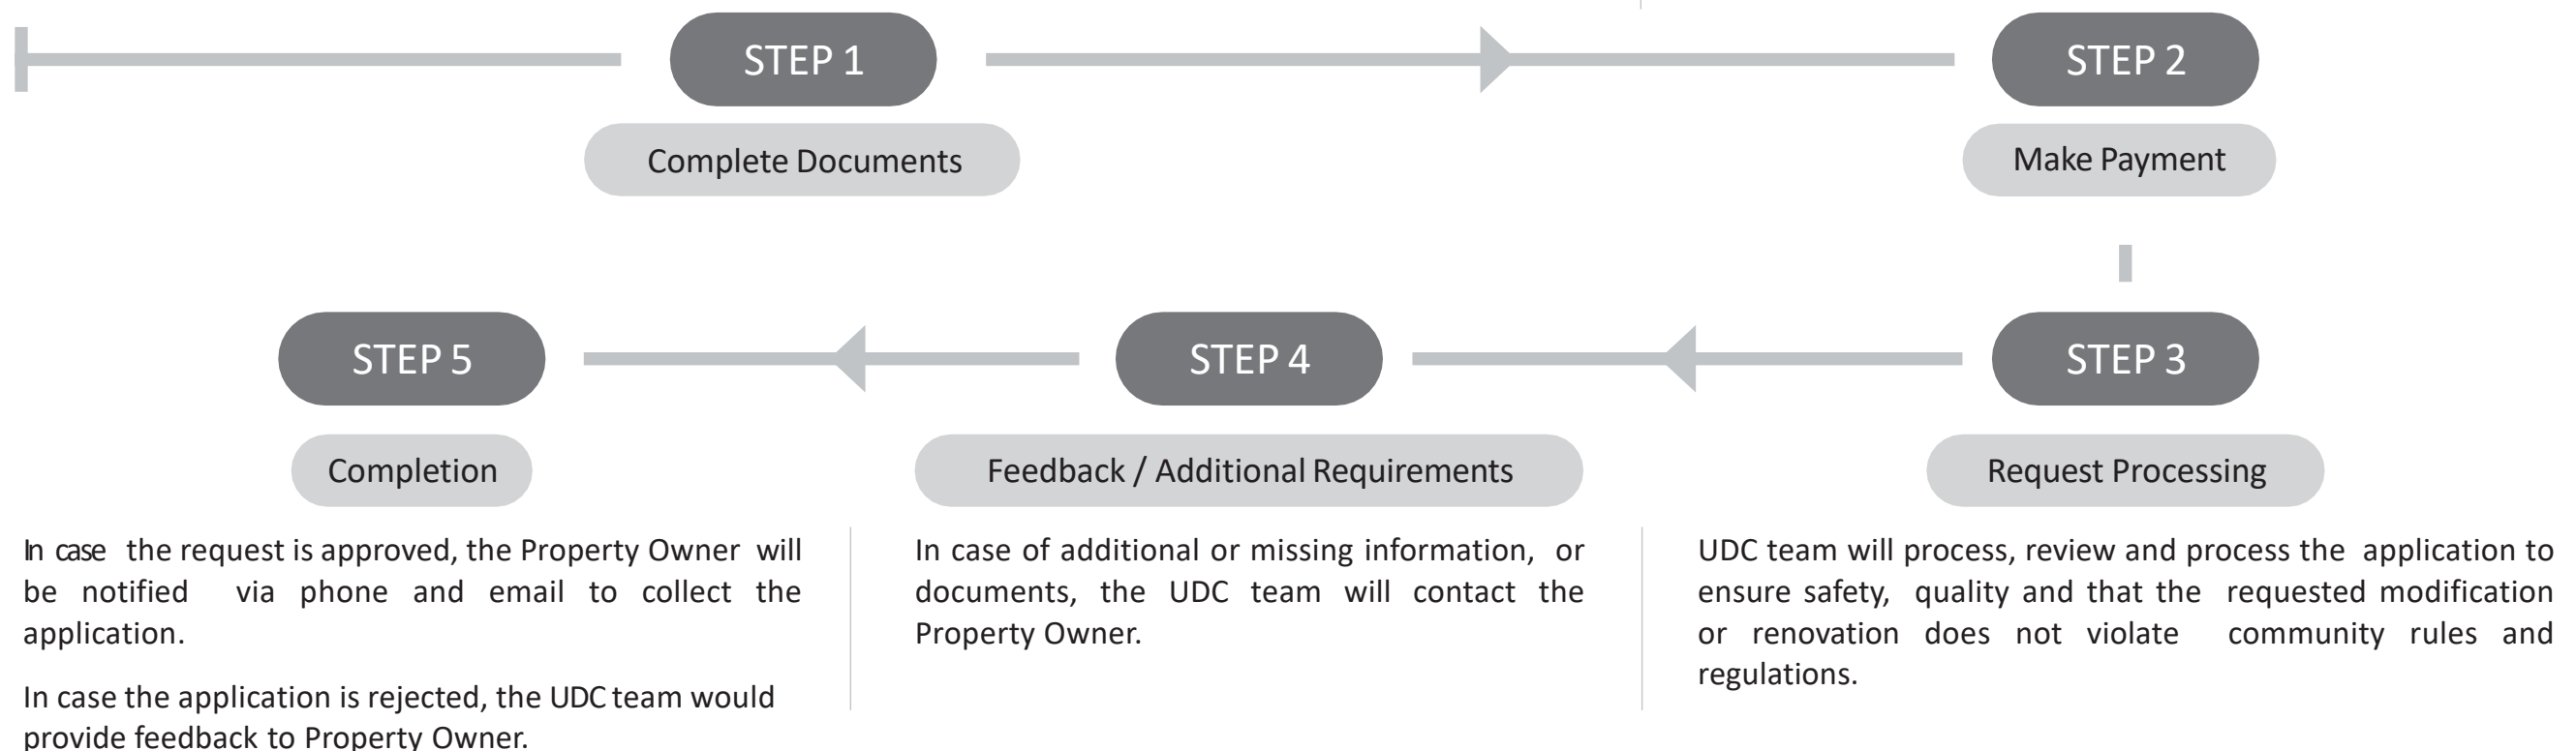 STEP 1
STEP 2
Complete Documents
Make Payment
STEP 5
STEP 4
STEP 3
Completion
Feedback / Additional Requirements
Request Processing
In case the request is approved, the Property Owner will
be notified via phone and email to collect the
application.
In case the application is rejected, the UDC team would
provide feedback to Property Owner.
In case of additional or missing information, or
documents, the UDC team will contact the
Property Owner.
UDC team will process, review and process the application to
ensure safety, quality and that the requested modification
or renovation does not violate community rules and
regulations.